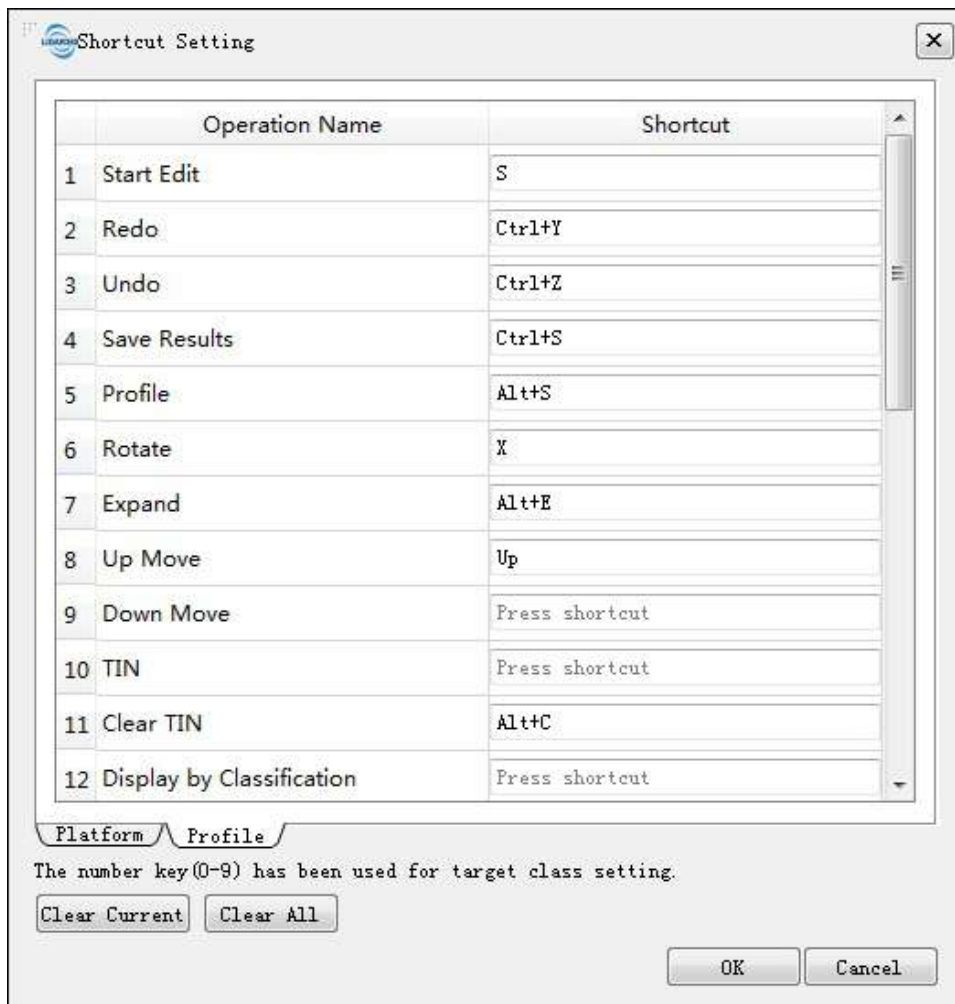 Shortcut Setting
Operation Name Shortcut
1 Start Edit S
2 Redo Ctrl+Y
3 Undo Ctrl+Z
4 Save Results Ctrl+S
5 Profile Alt+S
6 Rotate X
7 Expand Alt+E
8 Up Move Up
9 Down Move Press shortcut
10 TIN Press shortcut
11 Clear TIN Alt+C
12 Display by Classification Press shortcut
Platform Profile
The number key(0-9) has been used for target class setting.
Clear Current Clear All
OK Cancel